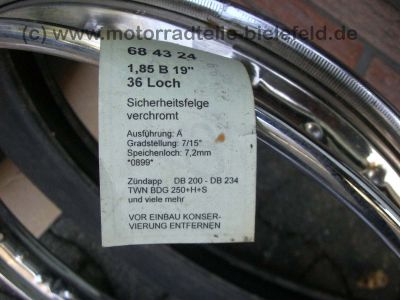 © www.motorradteile-bielefeld.de
68 43 24
1,85 B 19"
36 Loch
Sicherheitsfelge
verchromt
Ausführung: A
Gradstellung: 7/15°
Speichenloch: 7,2mm
*0899*
Zündapp DB 200 - DB 234
TWN BDG 250+H+S
und viele mehr
VOR EINBAU KONSER-
VIERUNG ENTFERNEN